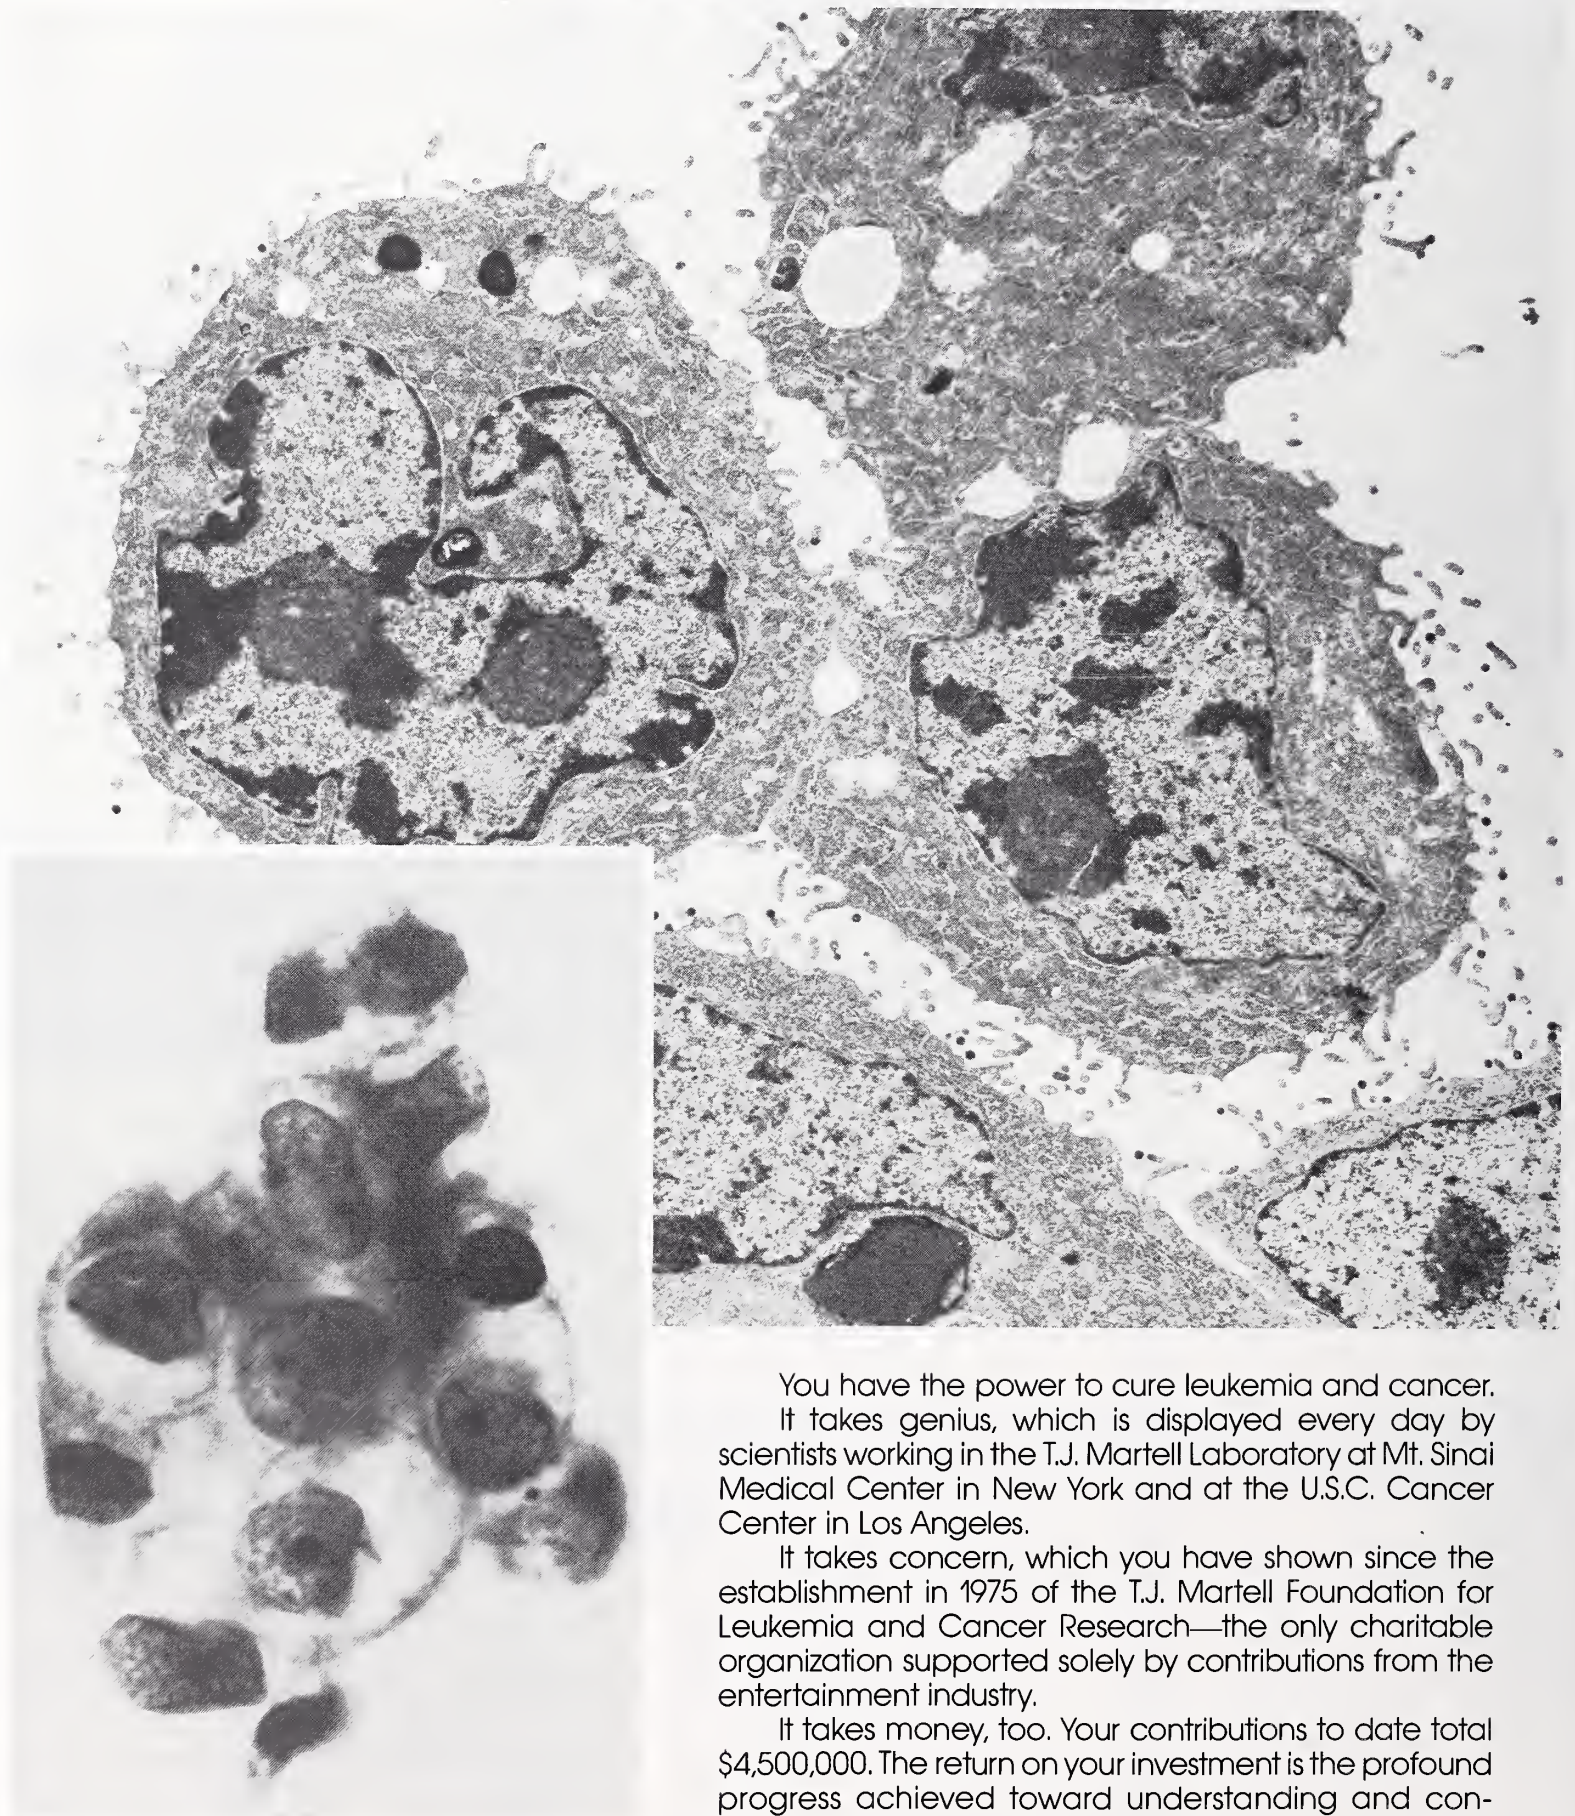 You have the power to cure leukemia and cancer.
It takes genius, which is displayed every day by
scientists working in the T.J. Martell Laboratory at Mt. Sinai
Medical Center in New York and at the U.S.C. Cancer
Center in Los Angeles.
It takes concern, which you have shown since the
establishment in 1975 of the T.J. Martell Foundation for
Leukemia and Cancer Research—the only charitable
organization supported solely by contributions from the
entertainment industry.
It takes money, too. Your contributions to date total
$4,500,000. The return on your investment is the profound
progress achieved toward understanding and con-